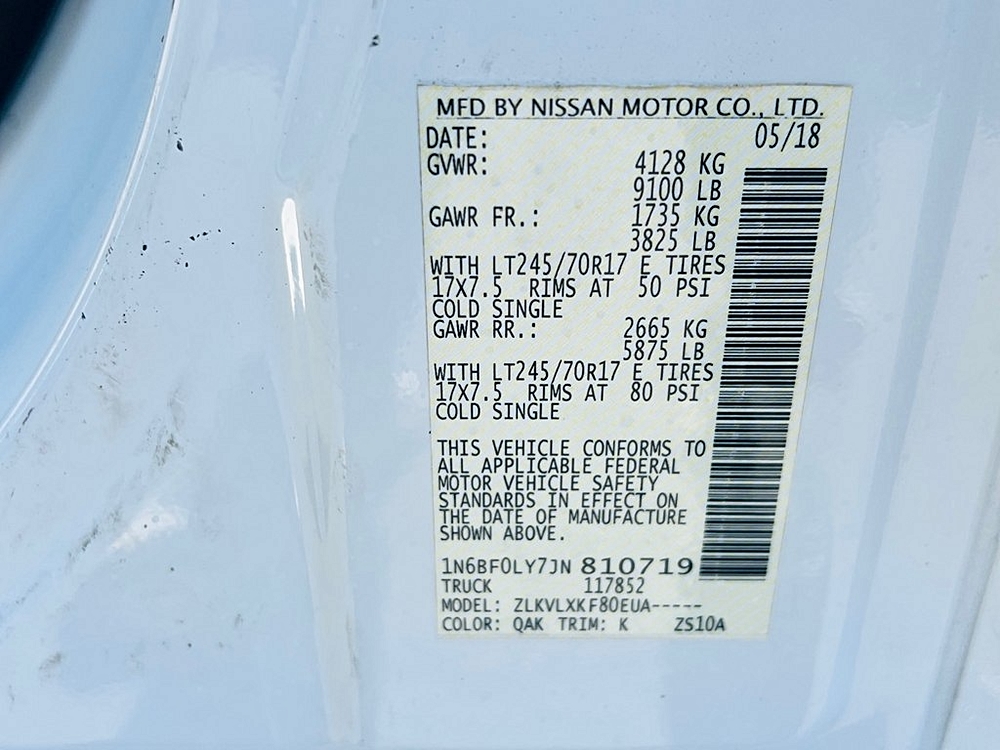 MFD BY NISSAN MOTOR CO., LTD.
DATE: 05/18
GVWR: 4128 KG
9100 LB
GAWR FR.: 1735 KG
3825 LB
WITH LT245/70R17 E TIRES
17X7.5 RIMS AT 50 PSI
COLD SINGLE
GAWR RR.: 2665 KG
5875 LB
WITH LT245/70R17 E TIRES
17X7.5 RIMS AT 80 PSI
COLD SINGLE
THIS VEHICLE CONFORMS TO
ALL APPLICABLE FEDERAL
MOTOR VEHICLE SAFETY
STANDARDS IN EFFECT ON
THE DATE OF MANUFACTURE
SHOWN ABOVE.
1N6BF0LY7JN 810719
TRUCK 117852
MODEL: ZLKVLXKF80EUA-----
COLOR: QAK TRIM: K ZS10A